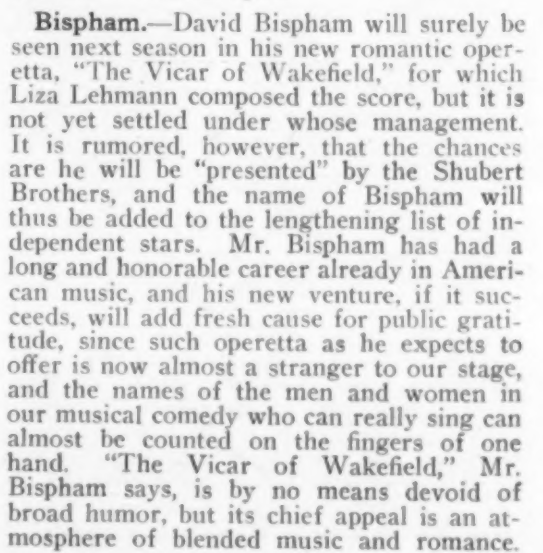 Bispham.—David Bispham will surely be
seen next season in his new romantic oper-
etta, "The Vicar of Wakefield," for which
Liza Lehmann composed the score, but it is
not yet settled under whose management.
It is rumored, however, that the chances
are he will be "presented" by the Shubert
Brothers, and the name of Bispham will
thus be added to the lengthening list of in-
dependent stars. Mr. Bispham has had a
long and honorable career already in Ameri-
can music, and his new venture, if it suc-
ceeds, will add fresh cause for public grati-
tude, since such operetta as he expects to
offer is now almost a stranger to our stage,
and the names of the men and women in
our musical comedy who can really sing can
almost be counted on the fingers of one
hand. "The Vicar of Wakefield," Mr.
Bispham says, is by no means devoid of
broad humor, but its chief appeal is an at-
mosphere of blended music and romance.